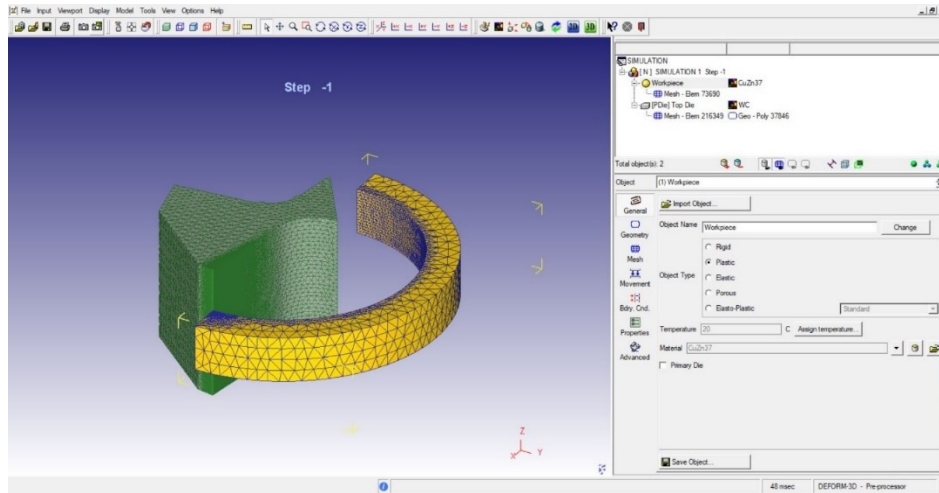 File Input Viewport Display Model Tools View Options Help
Step -1
SIMULATION
[N] SIMULATION 1 Step -1
Workpiece CuZn37
Mesh - Elem 73690
[PDie] Top Die WC
Mesh - Elem 216349 Geo - Poly 37846
Total object(s): 2
Object (1) Workpiece
General
Import Object...
Geometry
Object Name Workpiece Change
Mesh
Rigid
Object Type Plastic
Movement
Elastic
Porous
Bdry. Cnd.
Elasto-Plastic Standard
Properties
Temperature 20 C Assign temperature...
Advanced
Material CuZn37
Primary Die
Save Object...
Z
X Y
48 msec DEFORM-3D - Pre-processor